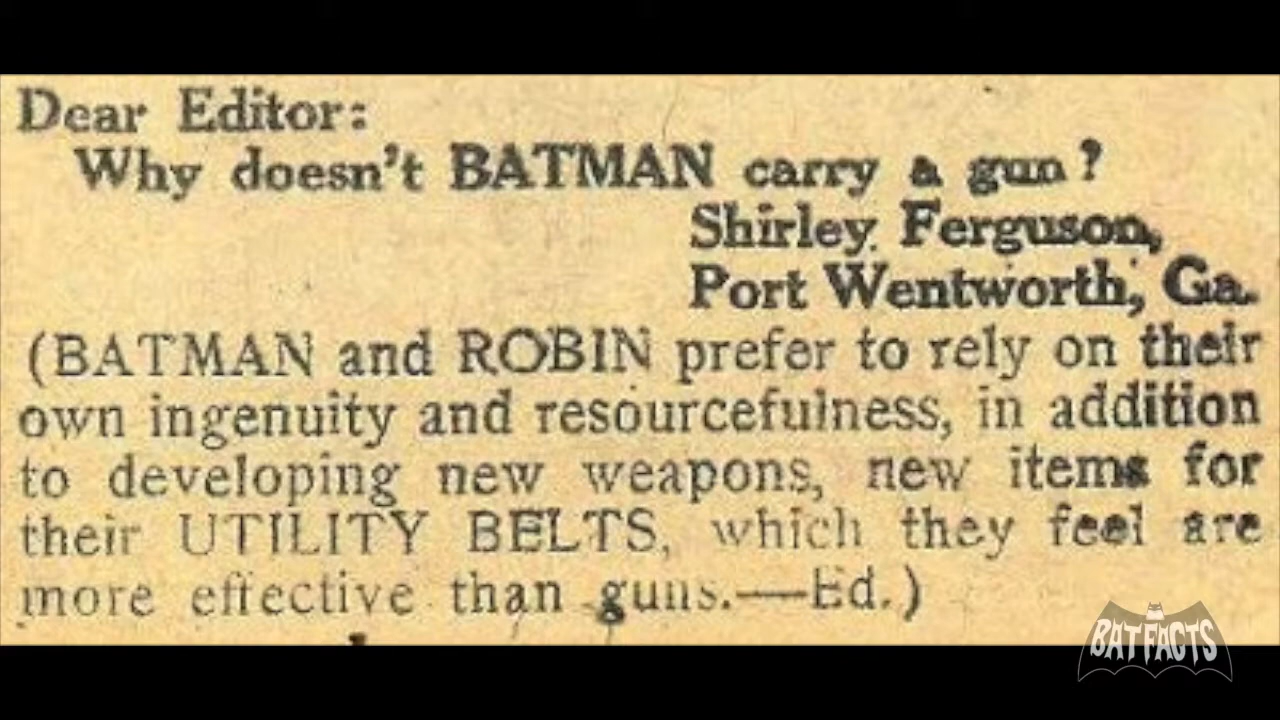 Dear Editor:
Why doesn't BATMAN carry a gun?
Shirley Ferguson,
Port Wentworth, Ga.
(BATMAN and ROBIN prefer to rely on their
own ingenuity and resourcefulness, in addition
to developing new weapons, new items for
their UTILITY BELTS, which they feel are
more effective than guns.—Ed.)
BATFACTS